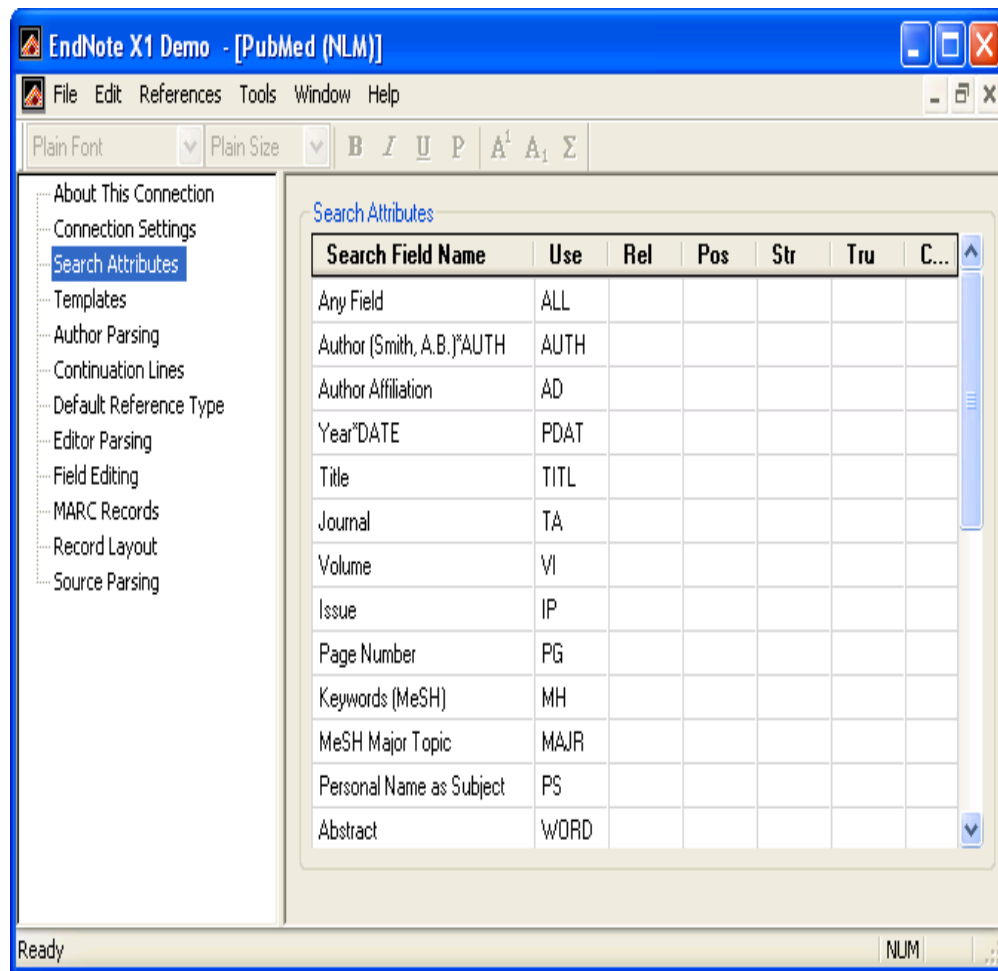 EndNote X1 Demo - [PubMed (NLM)]
File Edit References Tools Window Help
Plain Font Plain Size B I U P A1 A1 Σ
About This Connection
Connection Settings
Search Attributes
Templates
Author Parsing
Continuation Lines
Default Reference Type
Editor Parsing
Field Editing
MARC Records
Record Layout
Source Parsing
Search Attributes
Search Field Name Use Rel Pos Str Tru C...
Any Field ALL
Author (Smith, A.B.)*AUTH AUTH
Author Affiliation AD
Year*DATE PDAT
Title TITL
Journal TA
Volume VI
Issue IP
Page Number PG
Keywords (MeSH) MH
MeSH Major Topic MAJR
Personal Name as Subject PS
Abstract WORD
Ready NUM